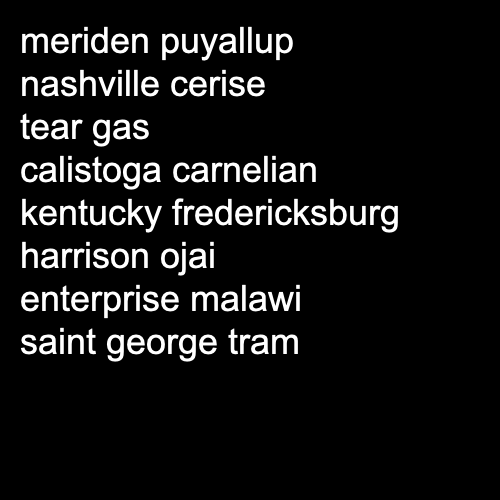 meriden puyallup
nashville cerise
tear gas
calistoga carnelian
kentucky fredericksburg
harrison ojai
enterprise malawi
saint george tram